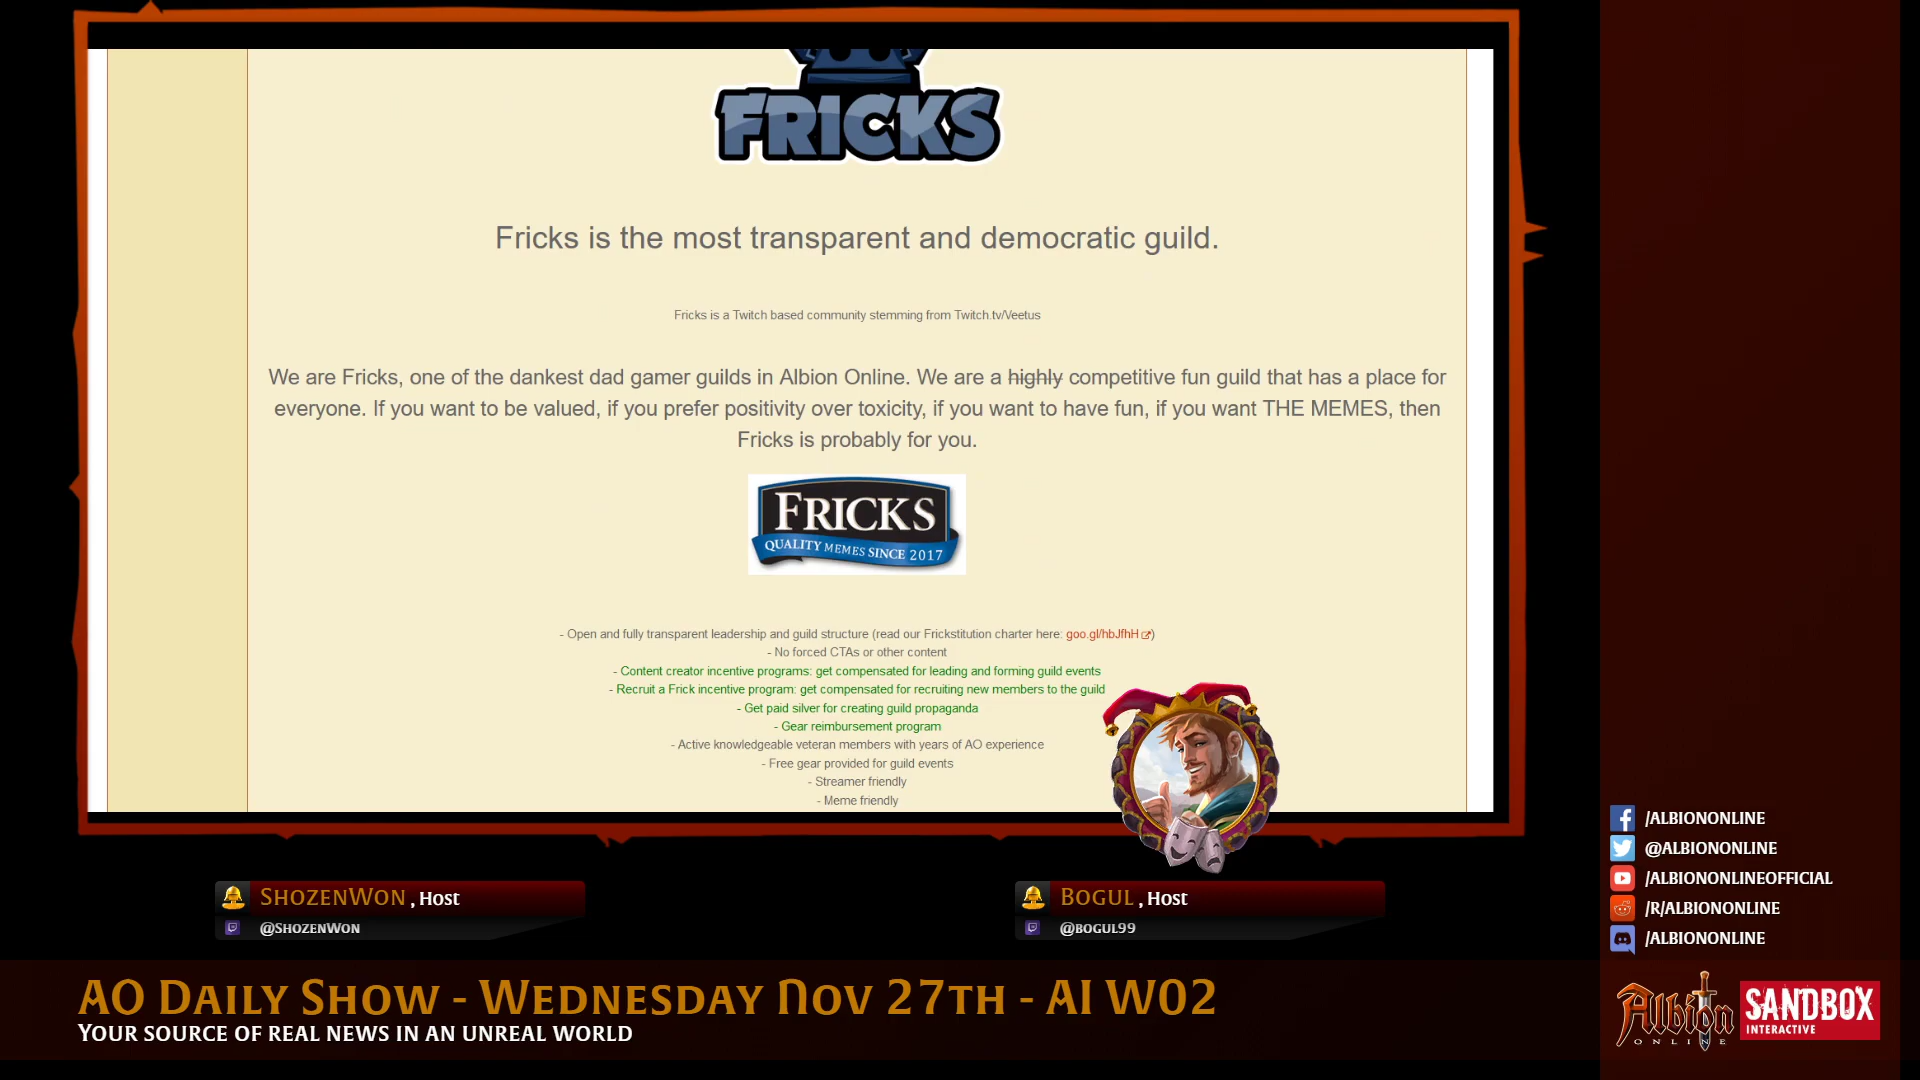 FRICKS
Fricks is the most transparent and democratic guild.
Fricks is a Twitch based community stemming from Twitch.tv/Veetus
We are Fricks, one of the dankest dad gamer guilds in Albion Online. We are a highly competitive fun guild that has a place for
everyone. If you want to be valued, if you prefer positivity over toxicity, if you want to have fun, if you want THE MEMES, then
Fricks is probably for you.
FRICKS
QUALITY MEMES SINCE 2017
- Open and fully transparent leadership and guild structure (read our Frickstitution charter here: goo.gl/hbJfhH)
- No forced CTAs or other content
- Content creator incentive programs: get compensated for leading and forming guild events
- Recruit a Frick incentive program: get compensated for recruiting new members to the guild
- Get paid silver for creating guild propaganda
- Gear reimbursement program
- Active knowledgeable veteran members with years of AO experience
- Free gear provided for guild events
- Streamer friendly
- Meme friendly
SHOZENWON, HOST
@SHOZENWON
BOGUL, HOST
@BOGUL99
/ALBIONONLINE
@ALBIONONLINE
/ALBIONONLINEOFFICIAL
/R/ALBIONONLINE
/ALBIONONLINE
AO DAILY SHOW - WEDNESDAY NOV 27TH - AI W02
YOUR SOURCE OF REAL NEWS IN AN UNREAL WORLD
Albion
ONLINE
SANDBOX
INTERACTIVE